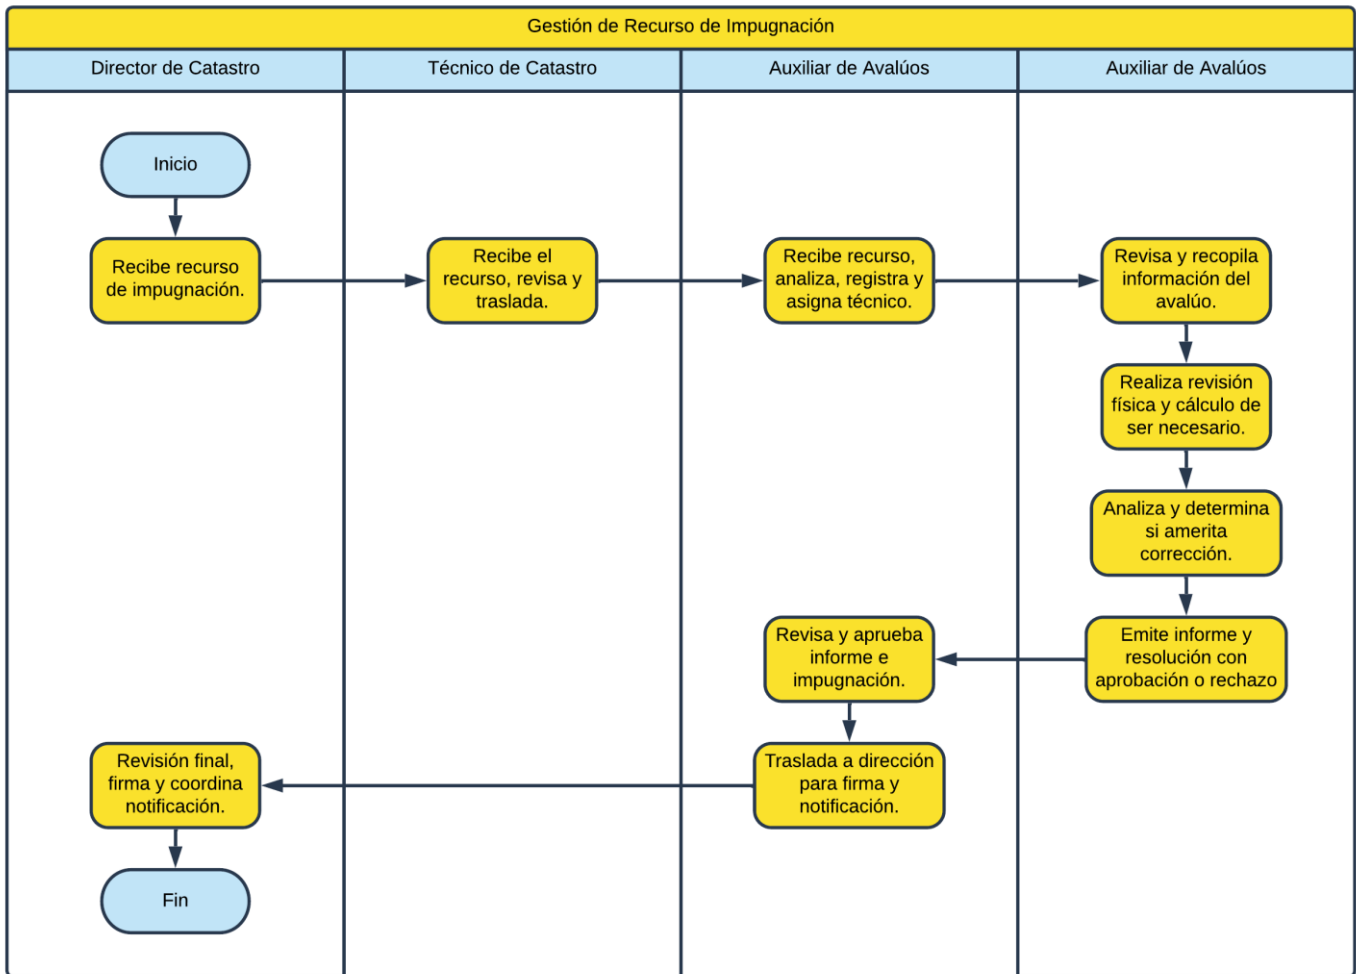 Gestión de Recurso de Impugnación
Director de Catastro
Técnico de Catastro
Auxiliar de Avalúos
Auxiliar de Avalúos
Inicio
Recibe recurso
de impugnación.
Recibe el
recurso, revisa y
traslada.
Recibe recurso,
analiza, registra y
asigna técnico.
Revisa y recopila
información del
avalúo.
Realiza revisión
física y cálculo de
ser necesario.
Analiza y determina
si amerita
corrección.
Emite informe y
resolución con
aprobación o rechazo
Revisa y aprueba
informe e
impugnación.
Traslada a dirección
para firma y
notificación.
Revisión final,
firma y coordina
notificación.
Fin